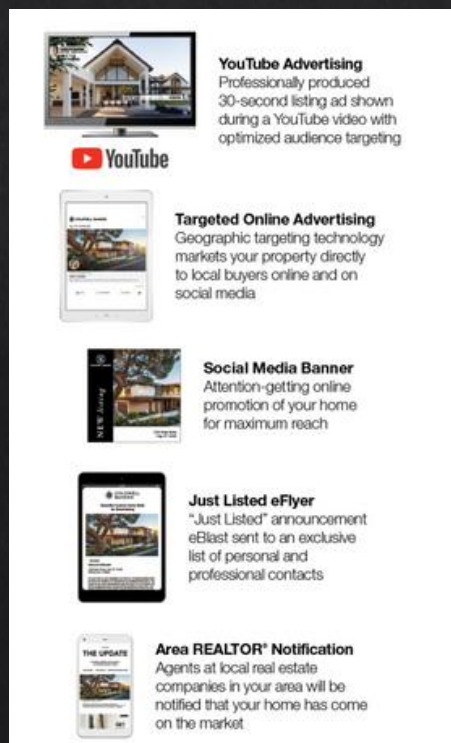 YouTube Advertising
Professionally produced
30-second listing ad shown
during a YouTube video with
optimized audience targeting
YouTube
Targeted Online Advertising
Geographic targeting technology
markets your property directly
to local buyers online and on
social media
NEW listing
Social Media Banner
Attention-getting online
promotion of your home
for maximum reach
COLDWELL
BANKER
Just Listed eFlyer
“Just Listed” announcement
eBlast sent to an exclusive
list of personal and
professional contacts
THE UPDATE
Area REALTOR® Notification
Agents at local real estate
companies in your area will be
notified that your home has come
on the market